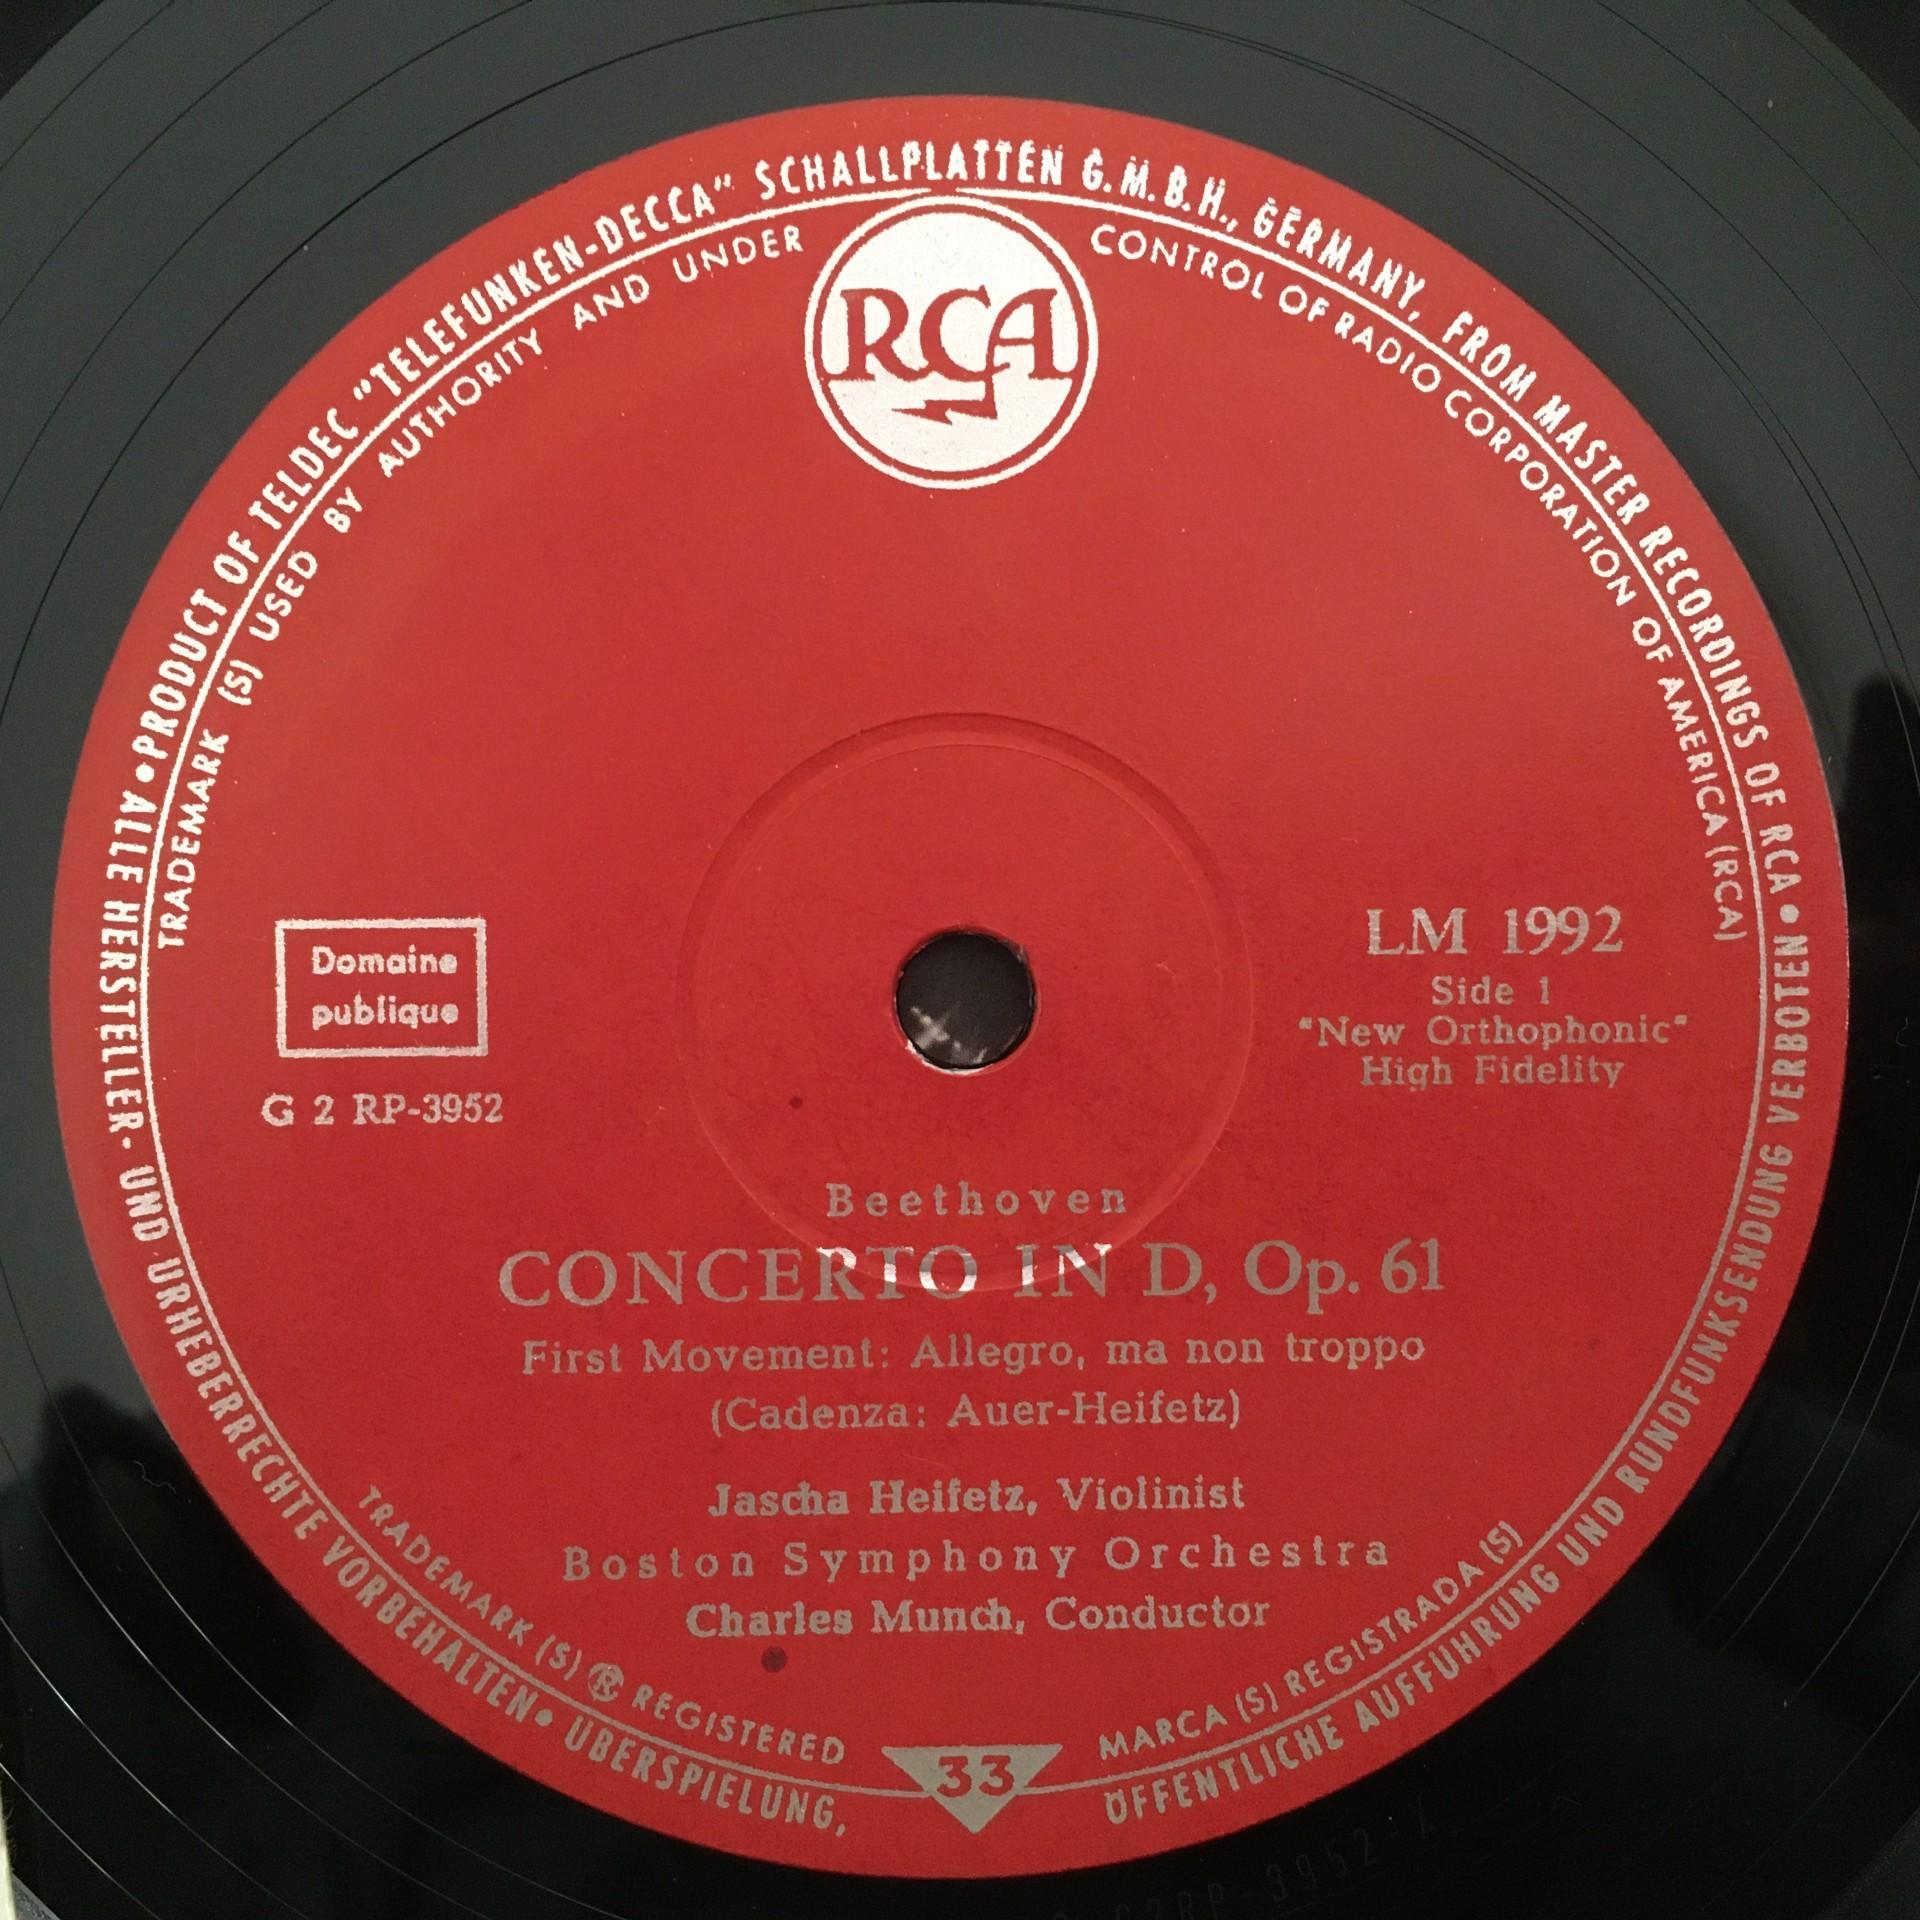 • PRODUCT OF TELDEC "TELEFUNKEN-DECCA" SCHALLPLATTEN G.M.B.H., GERMANY, FROM MASTER RECORDINGS OF RCA •
TRADEMARK (S) USED BY AUTHORITY AND UNDER CONTROL OF RADIO CORPORATION OF AMERICA (RCA)
RCA
Domaine
publique
G 2 RP-3952
LM 1992
Side 1
"New Orthophonic"
High Fidelity
Beethoven
CONCERTO IN D, Op. 61
First Movement: Allegro, ma non troppo
(Cadenza: Auer-Heifetz)
Jascha Heifetz, Violinist
Boston Symphony Orchestra
Charles Munch, Conductor
TRADEMARK (S) ® REGISTERED
MARCA (S) REGISTRADA (S)
33
ALLE HERSTELLER- UND URHEBERRECHTE VORBEHALTEN • ÜBERSPIELUNG, ÖFFENTLICHE AUFFÜHRUNG UND RUNDFUNKSENDUNG VERBOTEN